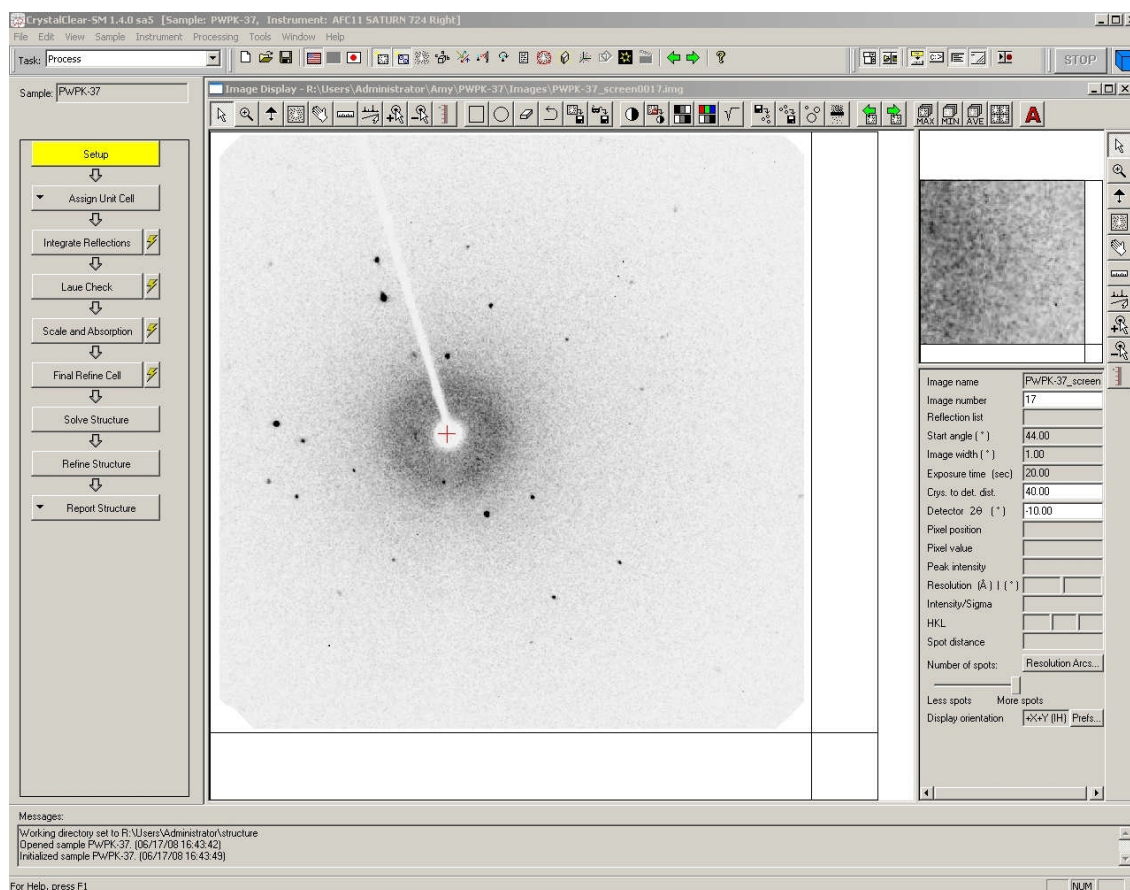 CrystalClear-SM 1.4.0 sa5 [Sample: PWPK-37, Instrument: AFC11 SATURN 724 Right]
File Edit View Sample Instrument Processing Tools Window Help
Task: Process
STOP
Sample: PWPK-37
Image Display - R:\Users\Administrator\Amy\PWPK-37\Images\PWPK-37_screen0017.img
MAX MIN AVE
A
Setup
Assign Unit Cell
Integrate Reflections
Laue Check
Scale and Absorption
Final Refine Cell
Solve Structure
Refine Structure
Report Structure
Image name PWPK-37_screen
Image number 17
Reflection list
Start angle (°) 44.00
Image width (°) 1.00
Exposure time (sec) 20.00
Crys. to det. dist. 40.00
Detector 2θ (°) -10.00
Pixel position
Pixel value
Peak intensity
Resolution (Å) | (°)
Intensity/Sigma
HKL
Spot distance
Number of spots: Resolution Arcs...
Less spots More spots
Display orientation +X+Y (IH) Prefs...
Messages:
Working directory set to R:\Users\Administrator\structure
Opened sample PWPK-37. (06/17/08 16:43:42)
Initialized sample PWPK-37. (06/17/08 16:43:49)
For Help, press F1
NUM